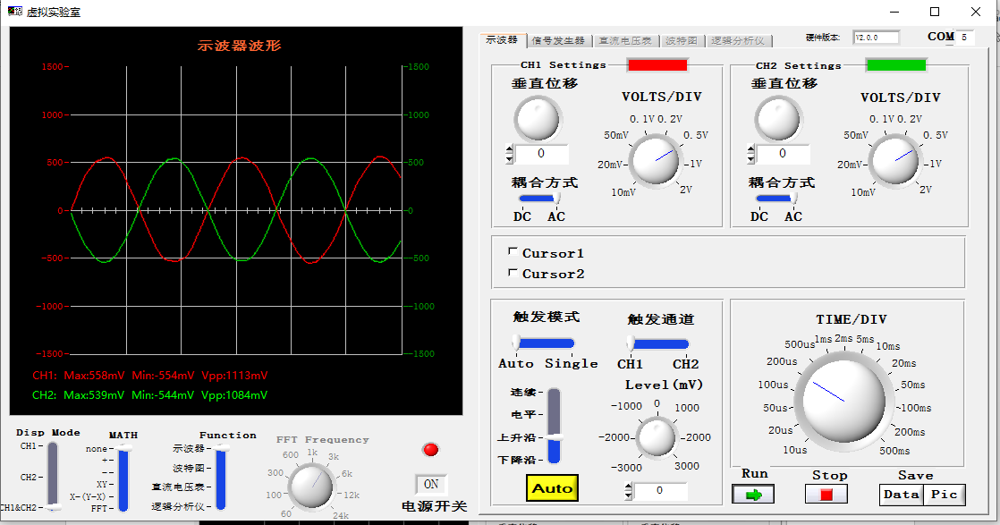 虚拟实验室
示波器波形
1500
1000
500
0
-500
-1000
-1500
1500
1000
500
0
-500
-1000
-1500
CH1: Max:558mV Min:-554mV Vpp:1113mV
CH2: Max:539mV Min:-544mV Vpp:1084mV
Disp Mode
CH1
CH2
CH1&CH2
MATH
none
+
--
XY
X-(Y-X)
FFT
Function
示波器
波特图
直流电压表
逻辑分析仪
FFT Frequency
60
100
300
600
1k
3k
6k
12k
24k
ON
电源开关
示波器 信号发生器 直流电压表 波特图 逻辑分析仪
硬件版本: V2.0.0 COM 5
CH1 Settings
垂直位移
0
耦合方式
DC AC
VOLTS/DIV
0.1V 0.2V
50mV 0.5V
20mV 1V
10mV 2V
CH2 Settings
垂直位移
0
耦合方式
DC AC
VOLTS/DIV
0.1V 0.2V
50mV 0.5V
20mV 1V
10mV 2V
Cursor1
Cursor2
触发模式
Auto Single
触发通道
CH1 CH2
连续
电平
上升沿
下降沿
Auto
Level(mV)
-1000 0 1000
-2000 2000
-3000 3000
0
TIME/DIV
500us 1ms 2ms 5ms 10ms
200us 20ms
100us 50ms
50us 100ms
20us 200ms
10us 500ms
Run
Stop
Save
Data Pic